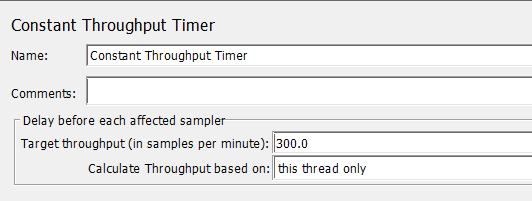 Constant Throughput Timer
Name: Constant Throughput Timer
Comments:
Delay before each affected sampler
Target throughput (in samples per minute): 300.0
Calculate Throughput based on: this thread only